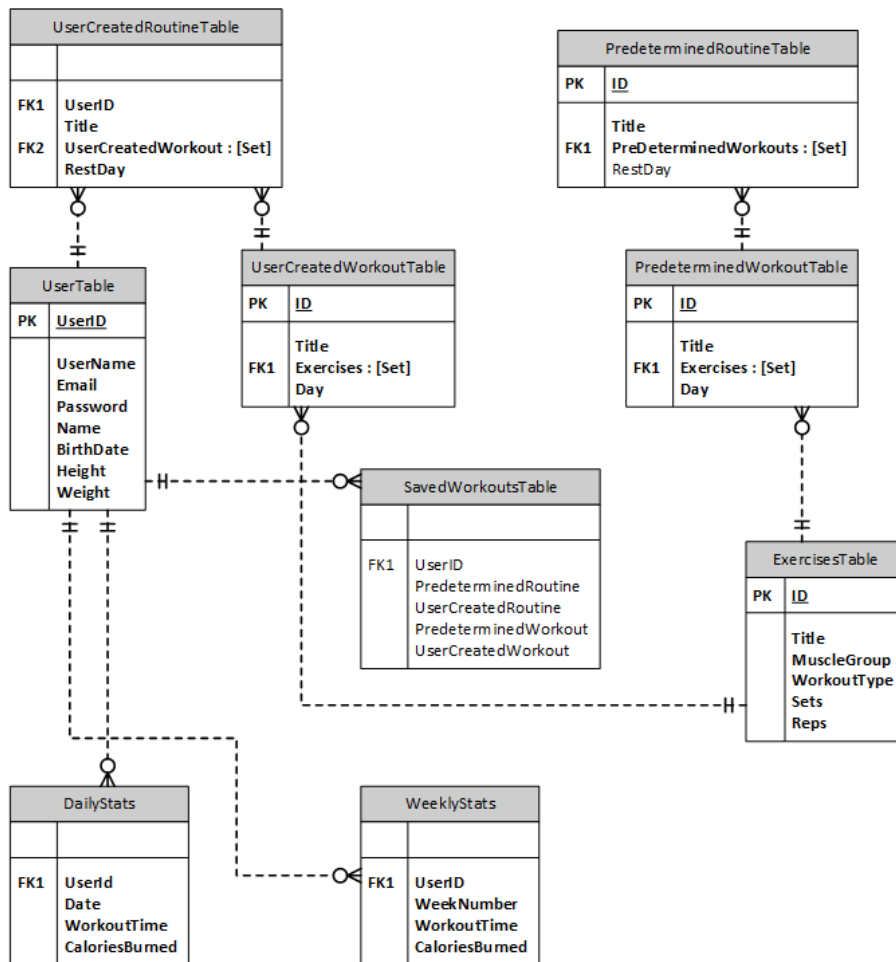 UserCreatedRoutineTable
FK1 UserID
Title
FK2 UserCreatedWorkout : [Set]
RestDay
PredeterminedRoutineTable
PK ID
Title
FK1 PreDeterminedWorkouts : [Set]
RestDay
UserTable
PK UserID
UserName
Email
Password
Name
BirthDate
Height
Weight
UserCreatedWorkoutTable
PK ID
Title
FK1 Exercises : [Set]
Day
PredeterminedWorkoutTable
PK ID
Title
FK1 Exercises : [Set]
Day
SavedWorkoutsTable
FK1 UserID
PredeterminedRoutine
UserCreatedRoutine
PredeterminedWorkout
UserCreatedWorkout
ExercisesTable
PK ID
Title
MuscleGroup
WorkoutType
Sets
Reps
DailyStats
FK1 UserId
Date
WorkoutTime
CaloriesBurned
WeeklyStats
FK1 UserID
WeekNumber
WorkoutTime
CaloriesBurned